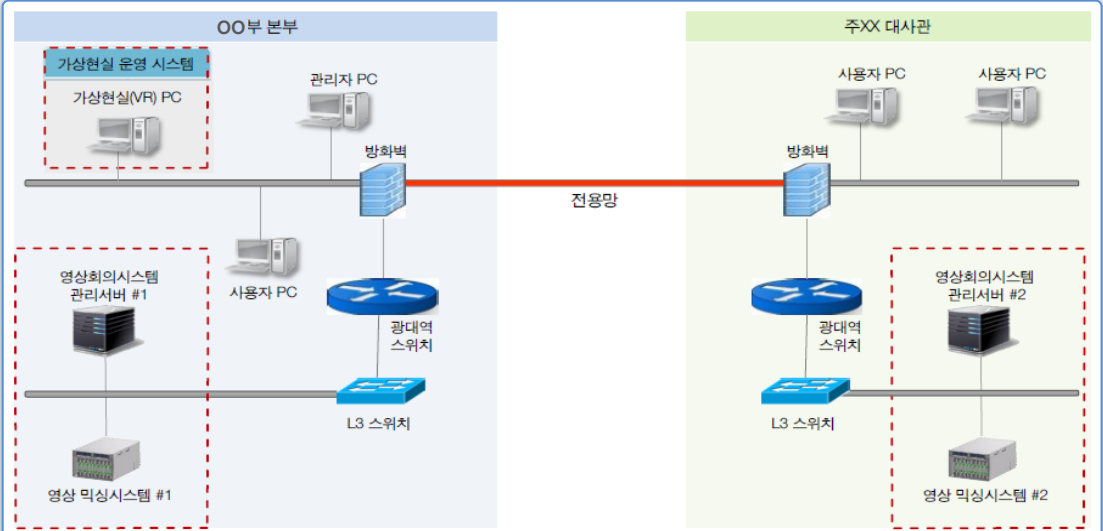 OO부 본부
주XX 대사관
가상현실 운영 시스템
가상현실(VR) PC
관리자 PC
사용자 PC
사용자 PC
방화벽
방화벽
전용망
사용자 PC
영상회의시스템
관리서버 #1
영상회의시스템
관리서버 #2
광대역
스위치
광대역
스위치
L3 스위치
L3 스위치
영상 믹싱시스템 #1
영상 믹싱시스템 #2